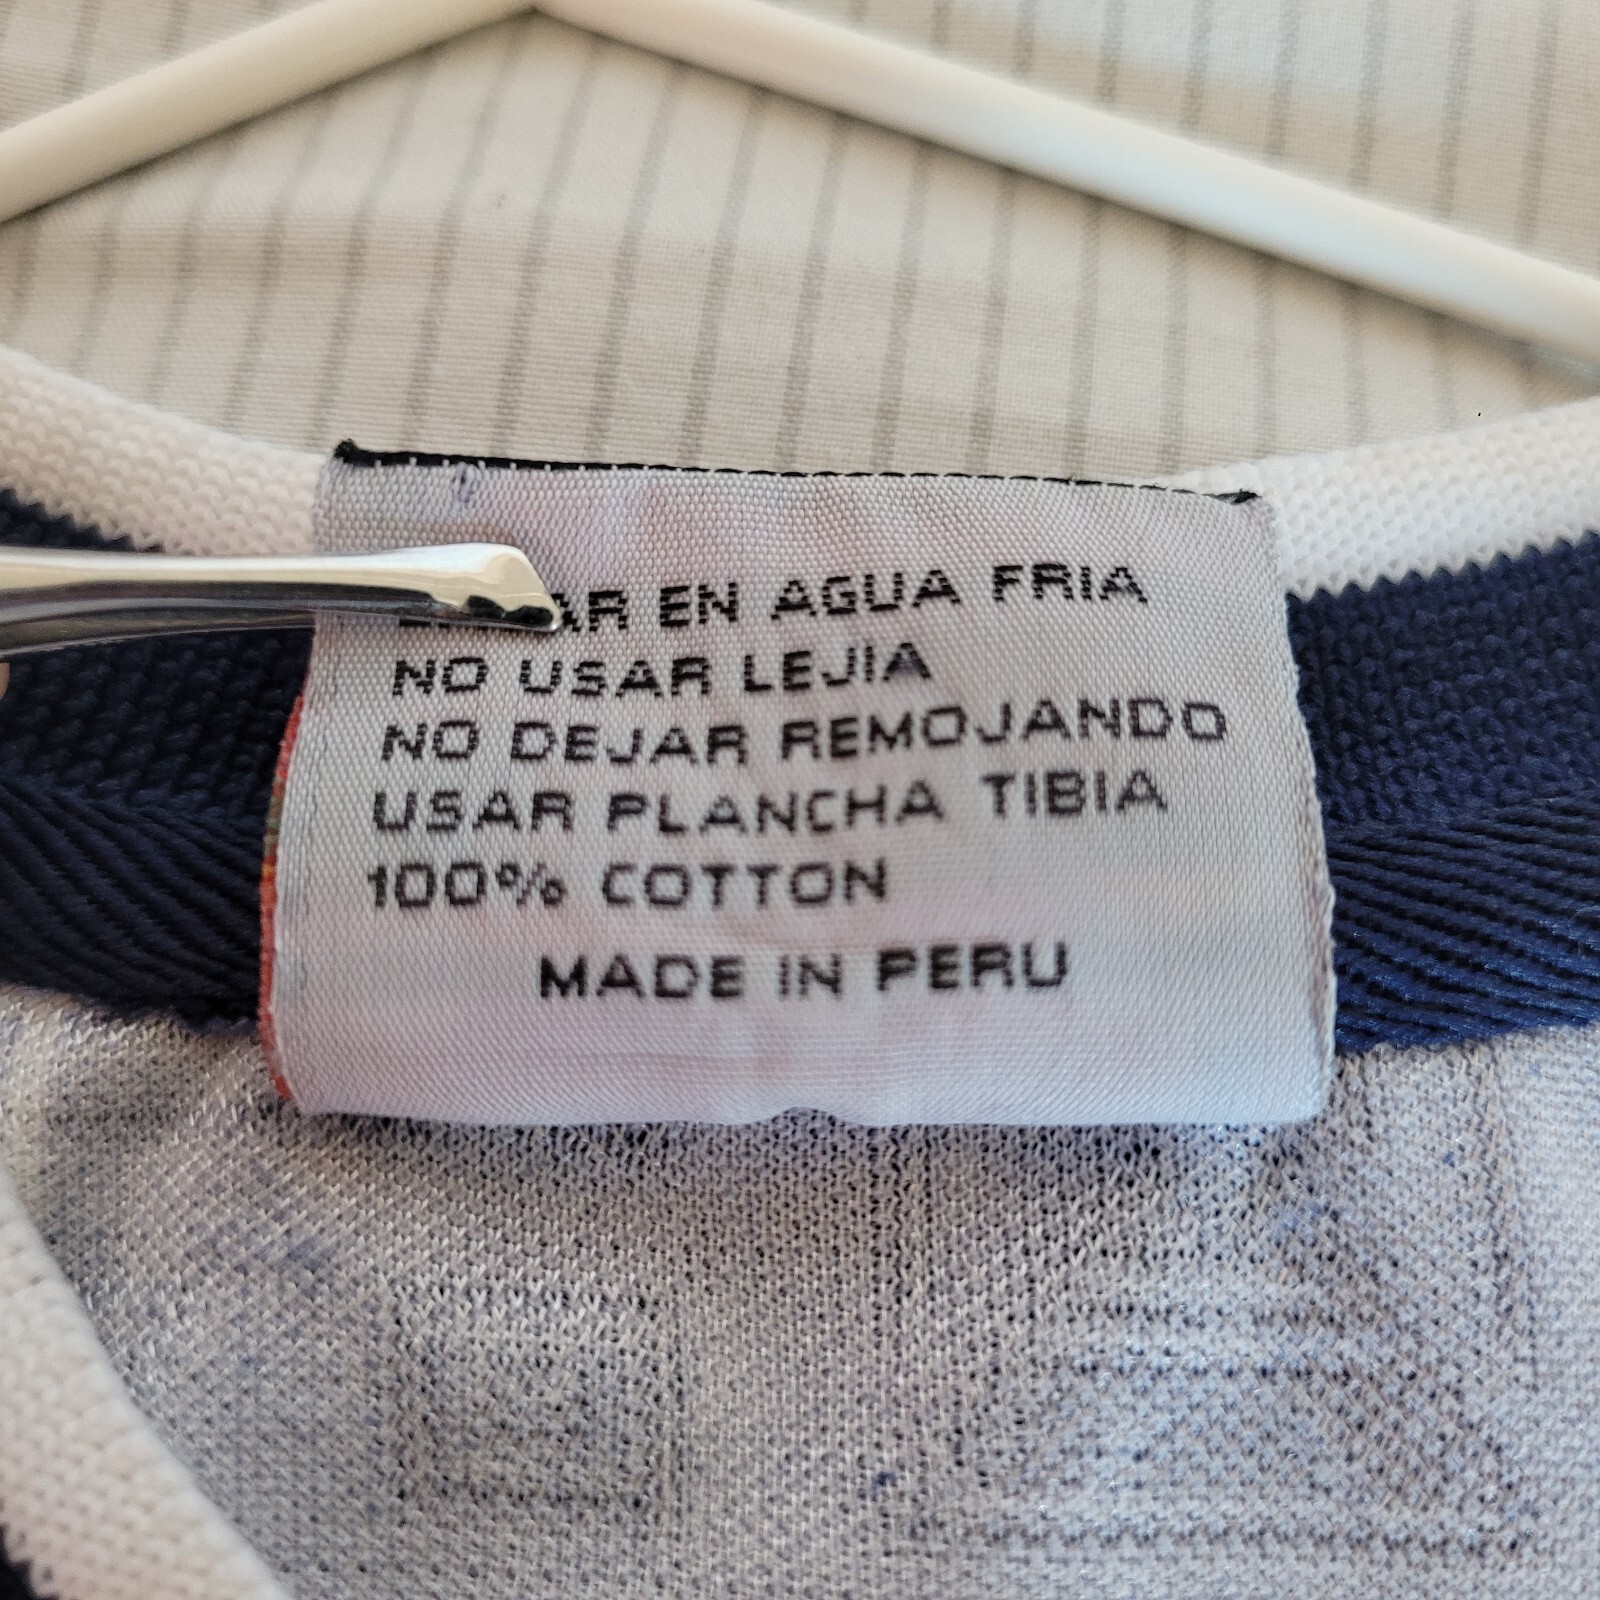 EN AGUA FRIA
NO USAR LEJIA
NO DEJAR REMOJANDO
USAR PLANCHA TIBIA
100% COTTON
MADE IN PERU